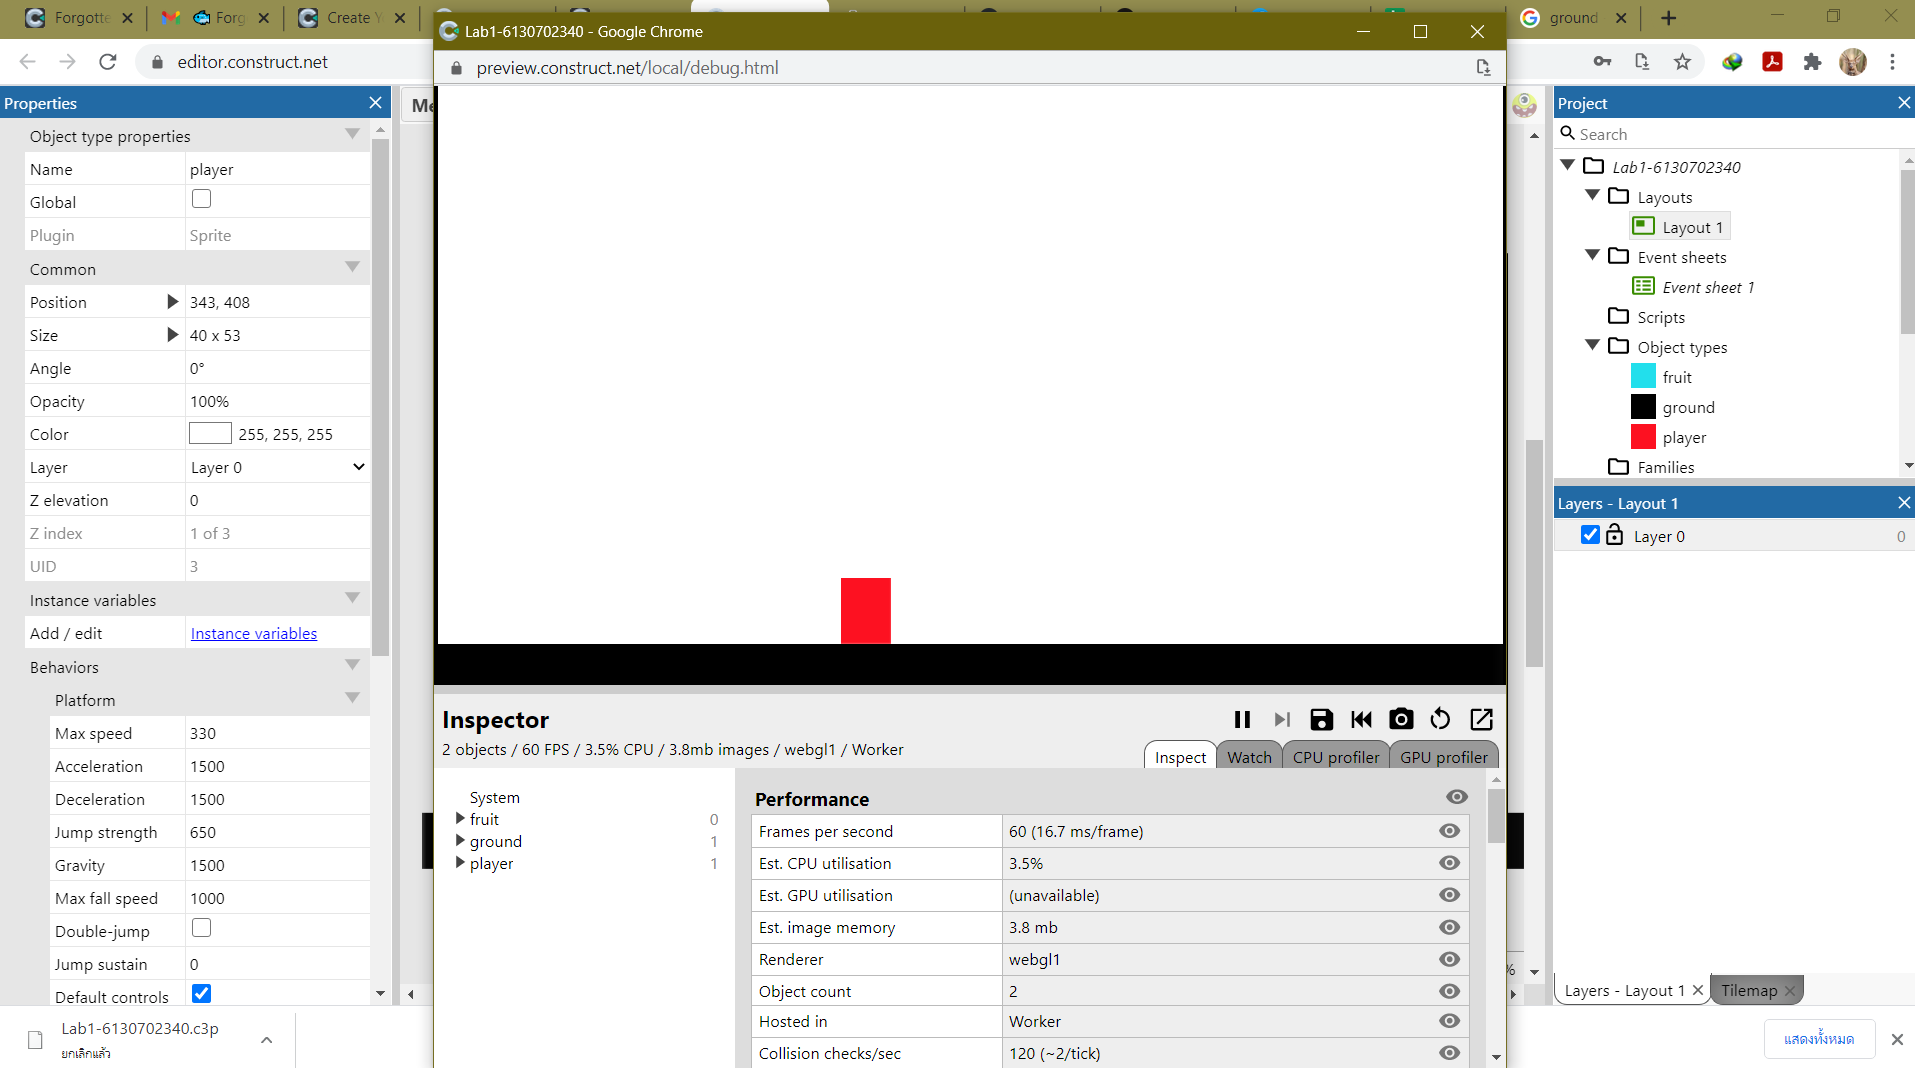 Forgotte
Forg
Create Y
Lab1-6130702340 - Google Chrome
ground
editor.construct.net
preview.construct.net/local/debug.html
Properties
Object type properties
Name player
Global
Plugin Sprite
Common
Position 343, 408
Size 40 x 53
Angle 0°
Opacity 100%
Color 255, 255, 255
Layer Layer 0
Z elevation 0
Z index 1 of 3
UID 3
Instance variables
Add / edit Instance variables
Behaviors
Platform
Max speed 330
Acceleration 1500
Deceleration 1500
Jump strength 650
Gravity 1500
Max fall speed 1000
Double-jump
Jump sustain 0
Default controls
Me
Inspector
2 objects / 60 FPS / 3.5% CPU / 3.8mb images / webgl1 / Worker
Inspect Watch CPU profiler GPU profiler
System
fruit 0
ground 1
player 1
Performance
Frames per second 60 (16.7 ms/frame)
Est. CPU utilisation 3.5%
Est. GPU utilisation (unavailable)
Est. image memory 3.8 mb
Renderer webgl1
Object count 2
Hosted in Worker
Collision checks/sec 120 (~2/tick)
%
Project
Search
Lab1-6130702340
Layouts
Layout 1
Event sheets
Event sheet 1
Scripts
Object types
fruit
ground
player
Families
Layers - Layout 1
Layer 0 0
Layers - Layout 1 Tilemap
Lab1-6130702340.c3p
ยกเลิกแล้ว
แสดงทั้งหมด